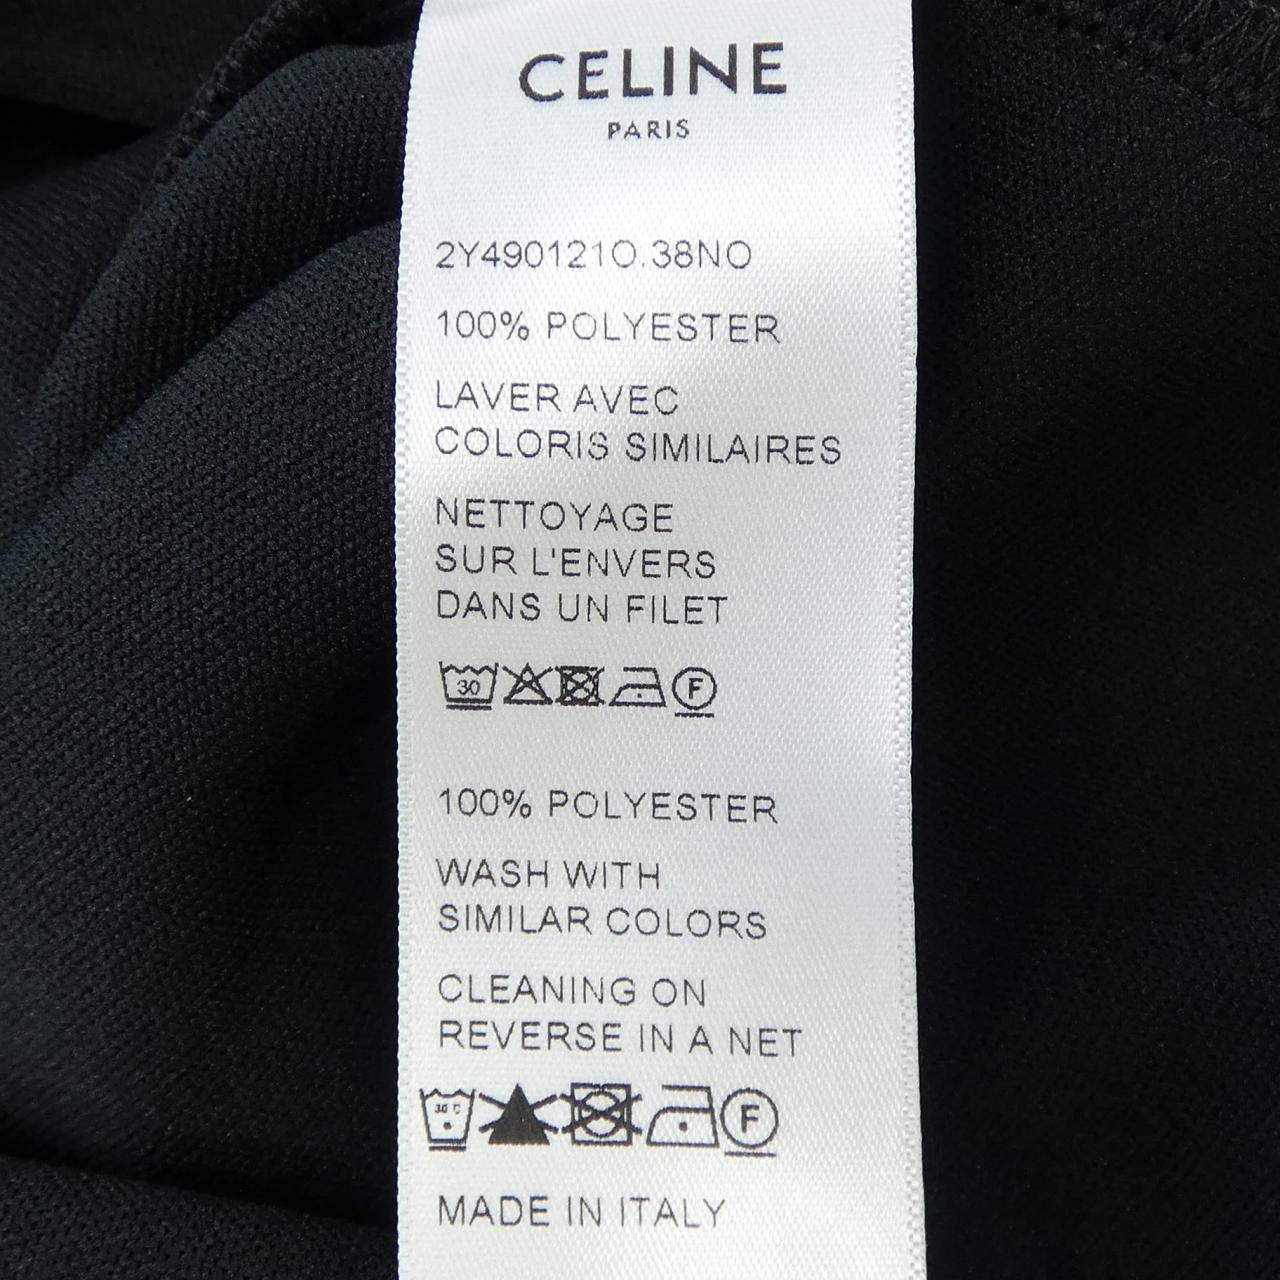 CELINE
PARIS
2Y490121O.38NO
100% POLYESTER
LAVER AVEC
COLORIS SIMILAIRES
NETTOYAGE
SUR L'ENVERS
DANS UN FILET
30 F
100% POLYESTER
WASH WITH
SIMILAR COLORS
CLEANING ON
REVERSE IN A NET
30 C F
MADE IN ITALY